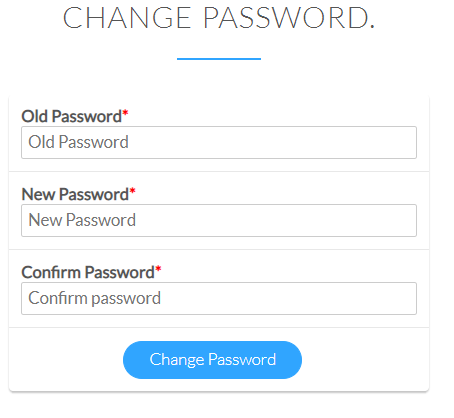 CHANGE PASSWORD.
Old Password*
Old Password
New Password*
New Password
Confirm Password*
Confirm password
Change Password